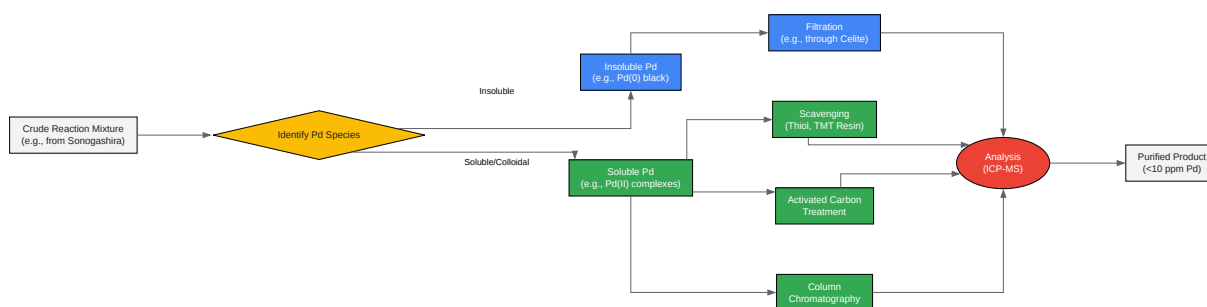 Crude Reaction Mixture
(e.g., from Sonogashira)
Identify Pd Species
Insoluble
Soluble/Colloidal
Insoluble Pd
(e.g., Pd(0) black)
Soluble Pd
(e.g., Pd(II) complexes)
Filtration
(e.g., through Celite)
Scavenging
(Thiol, TMT Resin)
Activated Carbon
Treatment
Column
Chromatography
Analysis
(ICP-MS)
Purified Product
(<10 ppm Pd)